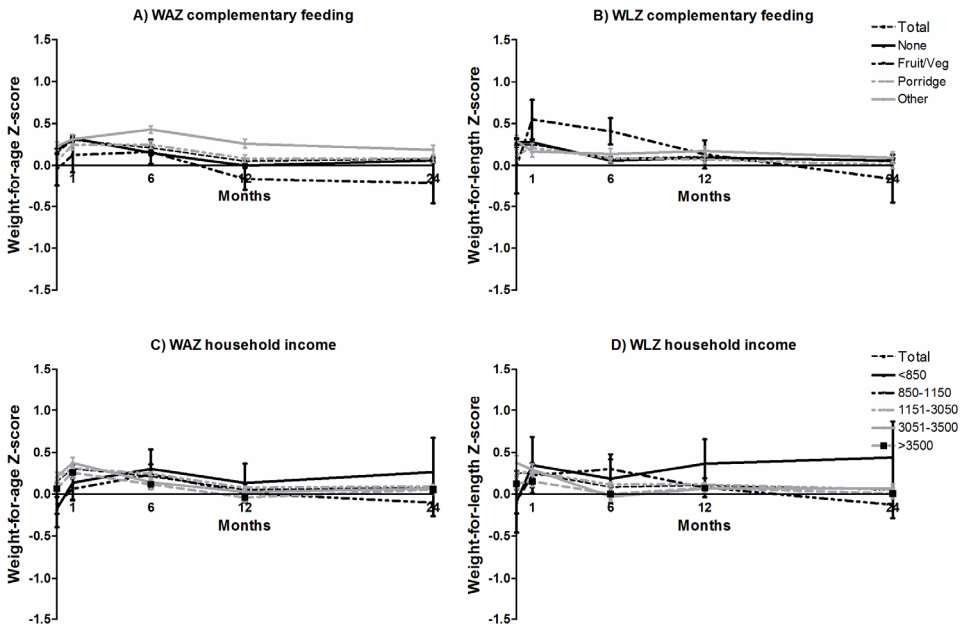 A) WAZ complementary feeding
Weight-for-age Z-score
1.5
1.0
0.5
0.0
-0.5
-1.0
-1.5
1
6
12
24
Months
B) WLZ complementary feeding
Weight-for-length Z-score
1.5
1.0
0.5
0.0
-0.5
-1.0
-1.5
1
6
12
24
Months
Total
None
Fruit/Veg
Porridge
Other
C) WAZ household income
Weight-for-age Z-score
1.5
1.0
0.5
0.0
-0.5
-1.0
-1.5
1
6
12
24
Months
D) WLZ household income
Weight-for-length Z-score
1.5
1.0
0.5
0.0
-0.5
-1.0
-1.5
1
6
12
24
Months
Total
<850
850-1150
1151-3050
3051-3500
>3500